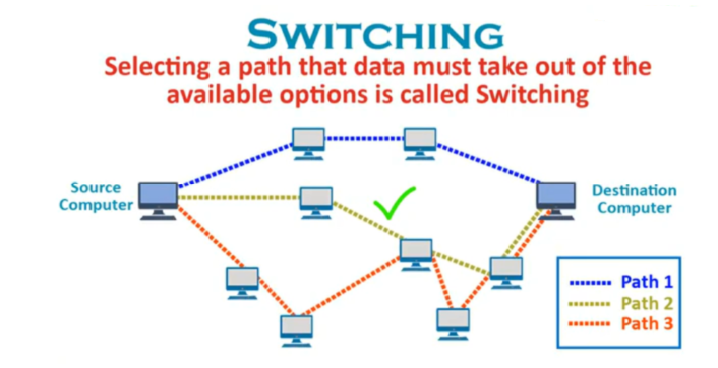 SWITCHING
Selecting a path that data must take out of the
available options is called Switching
Source
Computer
Destination
Computer
Path 1
Path 2
Path 3